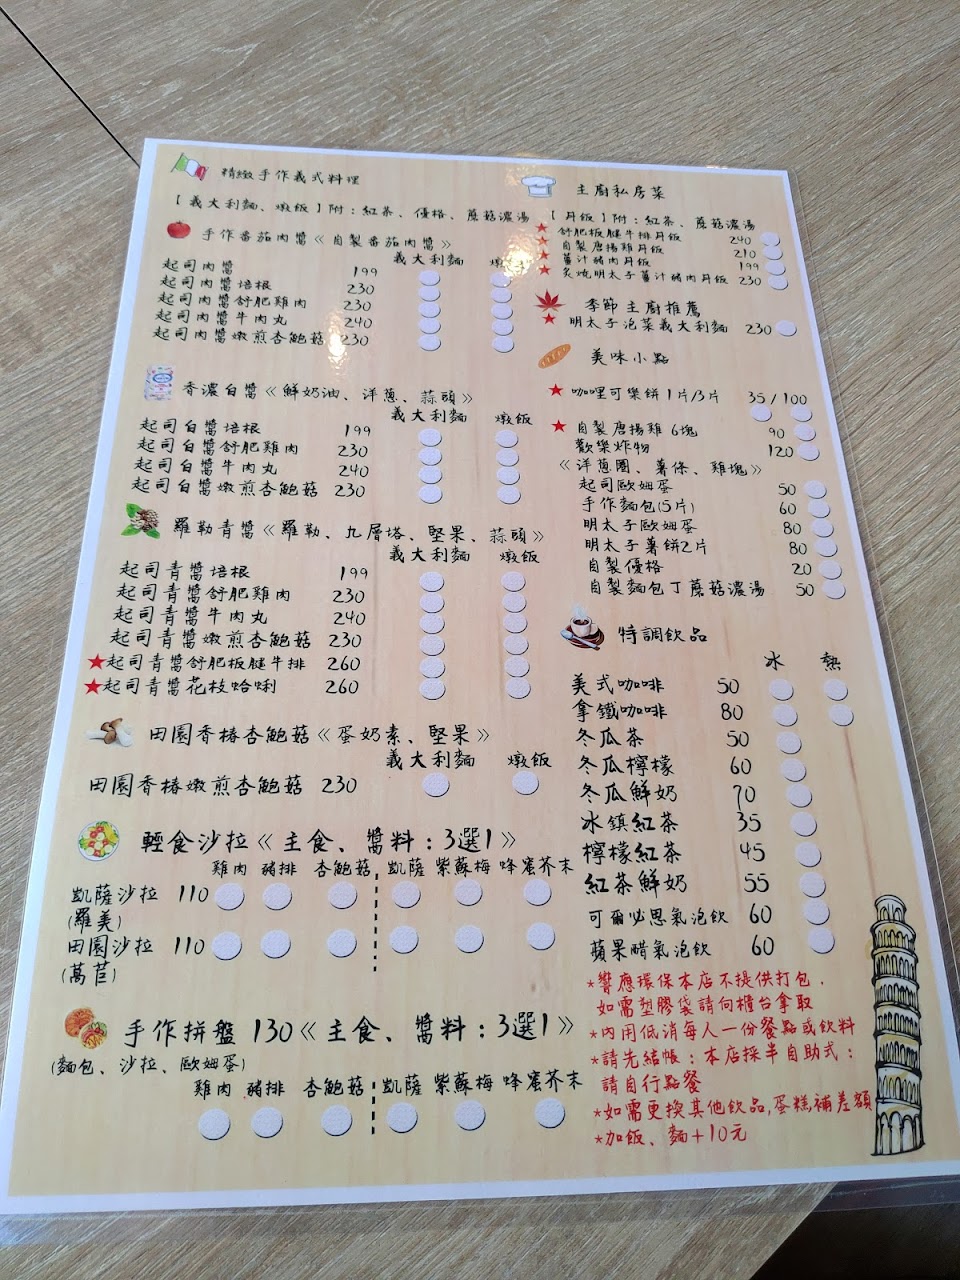 精緻手作義式料理
【義大利麵、燉飯】附：紅茶、優格、蘑菇濃湯
手作番茄肉醬《自製番茄肉醬》
義大利麵 燉飯
起司肉醬 199
起司肉醬培根 230
起司肉醬舒肥雞肉 230
起司肉醬牛肉丸 240
起司肉醬嫩煎杏鮑菇 230
香濃白醬《鮮奶油、洋蔥、蒜頭》
義大利麵 燉飯
起司白醬培根 199
起司白醬舒肥雞肉 230
起司白醬牛肉丸 240
起司白醬嫩煎杏鮑菇 230
羅勒青醬《羅勒、九層塔、堅果、蒜頭》
義大利麵 燉飯
起司青醬培根 199
起司青醬舒肥雞肉 230
起司青醬牛肉丸 240
起司青醬嫩煎杏鮑菇 230
★起司青醬舒肥板腱牛排 260
★起司青醬花枝蛤蜊 260
田園香椿杏鮑菇《蛋奶素、堅果》
義大利麵 燉飯
田園香椿嫩煎杏鮑菇 230
輕食沙拉《主食、醬料：3選1》
雞肉 豬排 杏鮑菇 凱薩 紫蘇梅 蜂蜜芥末
凱薩沙拉 110
(羅美)
田園沙拉 110
(萵苣)
手作拼盤 130《主食、醬料：3選1》
(麵包、沙拉、歐姆蛋)
雞肉 豬排 杏鮑菇 凱薩 紫蘇梅 蜂蜜芥末
主廚私房菜
【丼飯】附：紅茶、蘑菇濃湯
★舒肥板腱牛排丼飯 240
★自製唐揚雞丼飯 210
★薑汁豬肉丼飯 199
★炙燒明太子薑汁豬肉丼飯 230
季節主廚推薦
★明太子泡菜義大利麵 230
美味小點
★咖哩可樂餅1片/3片 35/100
★自製唐揚雞6塊 90
歡樂炸物 120
《洋蔥圈、薯條、雞塊》
起司歐姆蛋 50
手作麵包(5片) 60
明太子歐姆蛋 80
明太子薯餅2片 80
自製優格 20
自製麵包丁蘑菇濃湯 50
特調飲品
冰 熱
美式咖啡 50
拿鐵咖啡 80
冬瓜茶 50
冬瓜檸檬 60
冬瓜鮮奶 70
冰鎮紅茶 35
檸檬紅茶 45
紅茶鮮奶 55
可爾必思氣泡飲 60
蘋果醋氣泡飲 60
*響應環保本店不提供打包.
如需塑膠袋請向櫃台拿取
*內用低消每人一份餐點或飲料
*請先結帳：本店採半自助式：
請自行點餐
*如需更換其他飲品,蛋糕補差額
*加飯、麵+10元